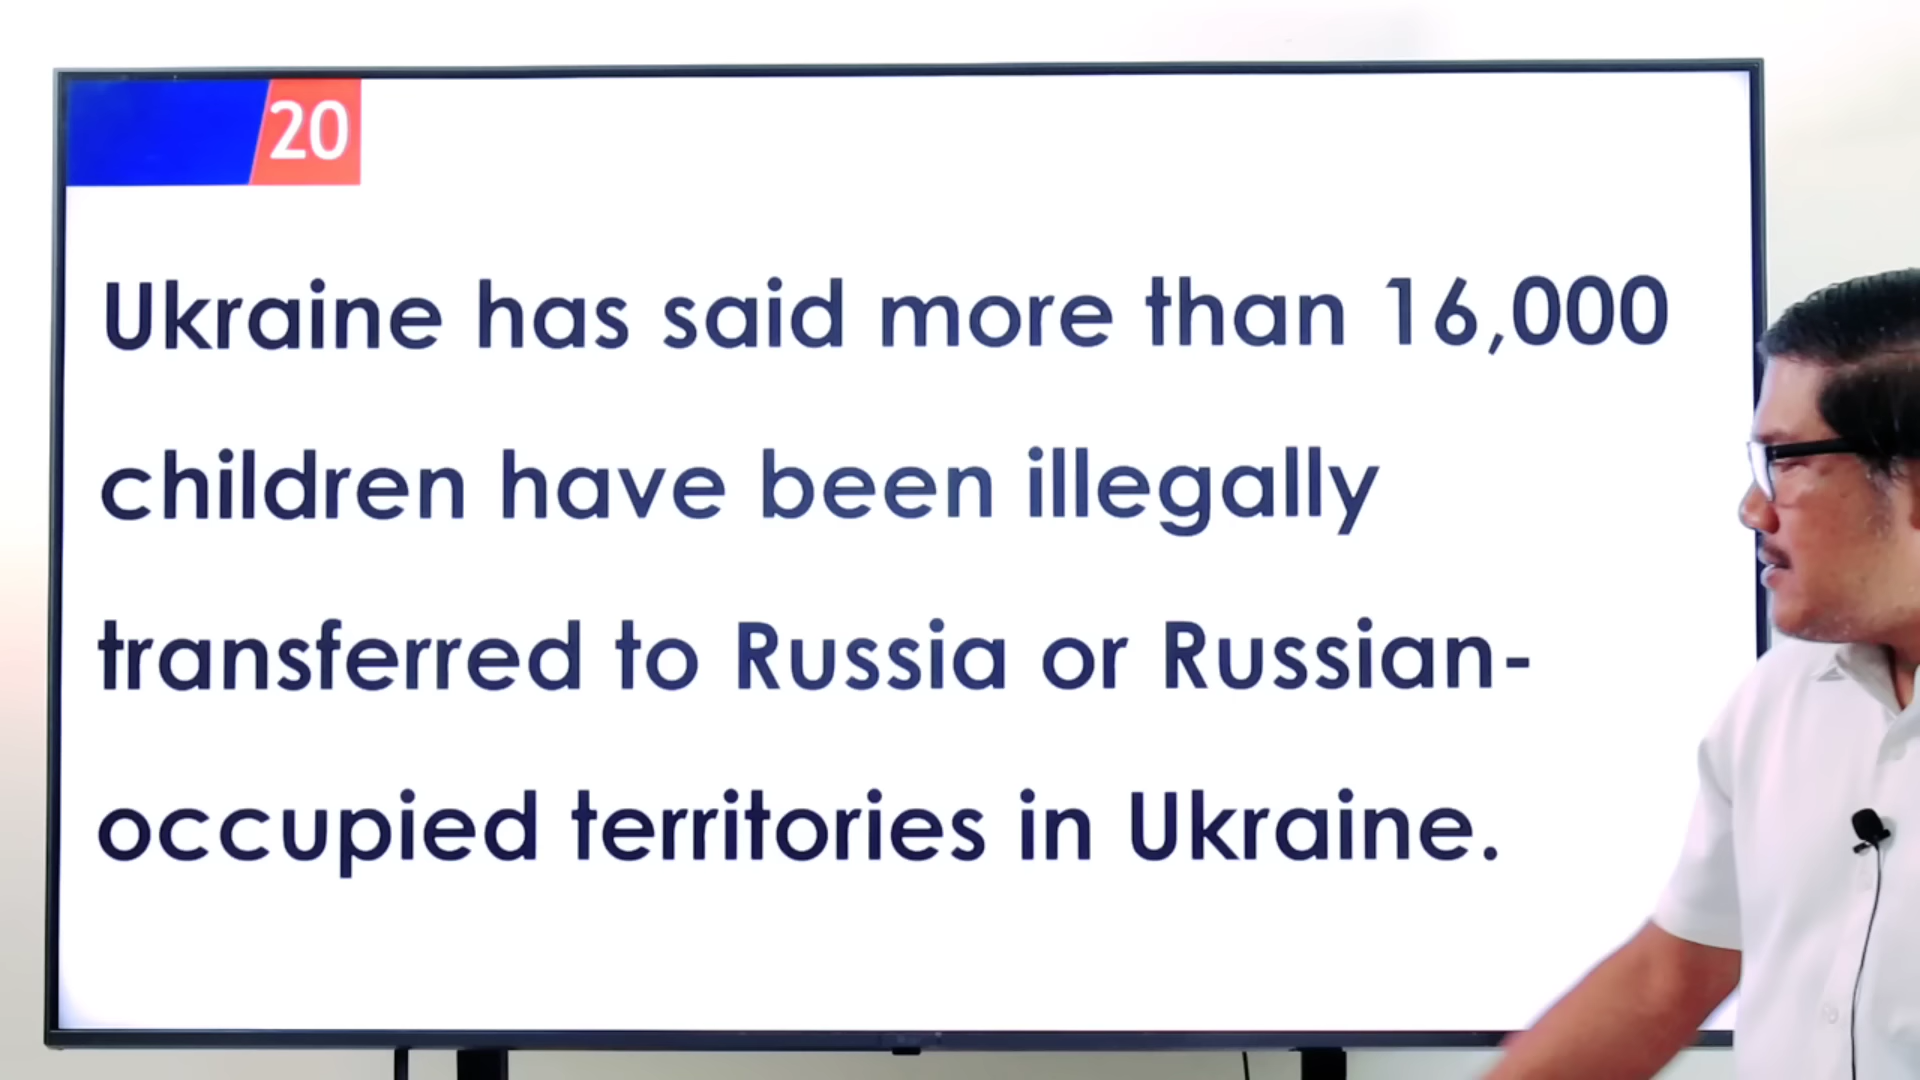 20
Ukraine has said more than 16,000
children have been illegally
transferred to Russia or Russian-
occupied territories in Ukraine.